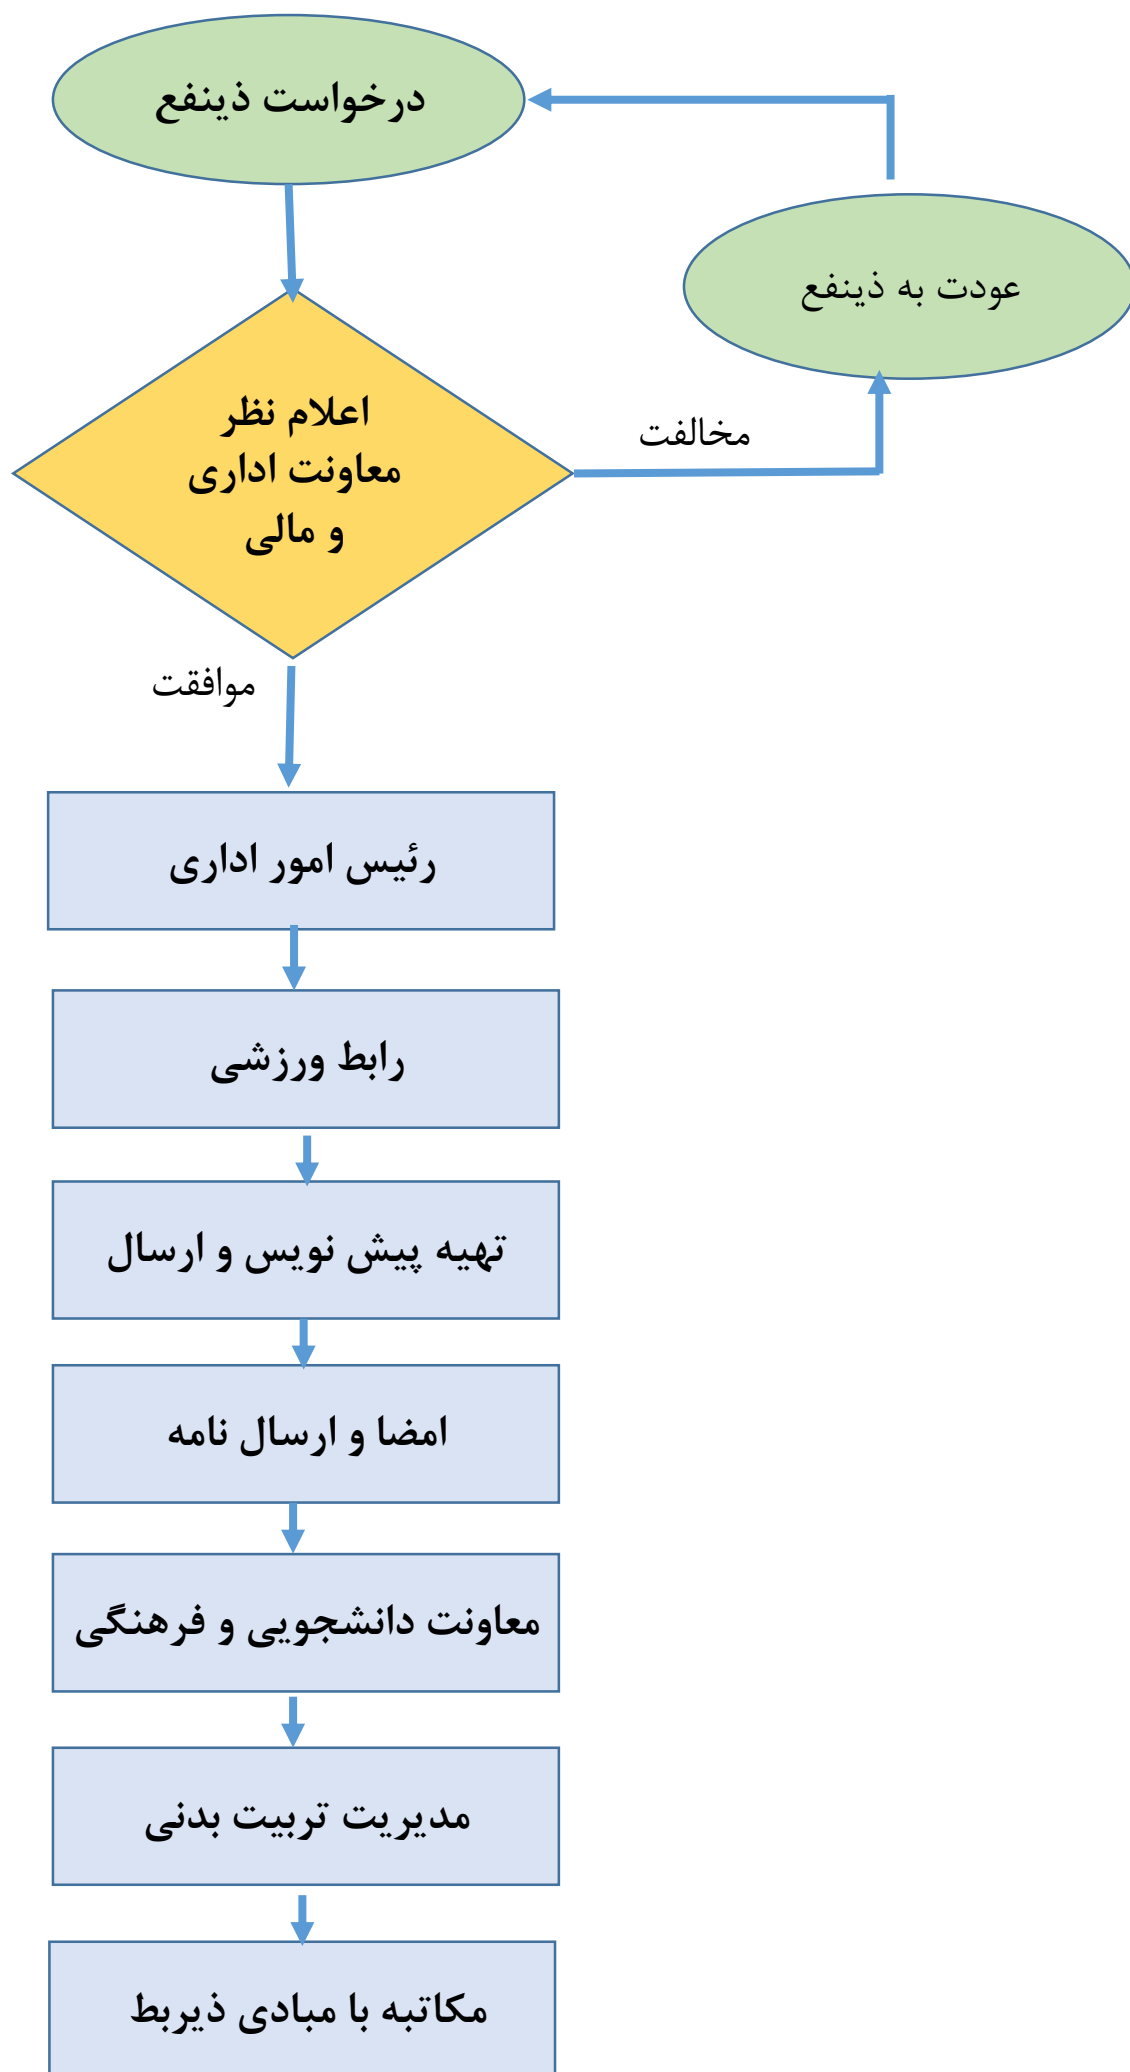 درخواست ذینفع
عودت به ذینفع
اعلام نظر
معاونت اداری
و مالی
مخالفت
موافقت
رئیس امور اداری
رابط ورزشی
تهیه پیش نویس و ارسال
امضا و ارسال نامه
معاونت دانشجویی و فرهنگی
مدیریت تربیت بدنی
مکاتبه با مبادی ذیربط